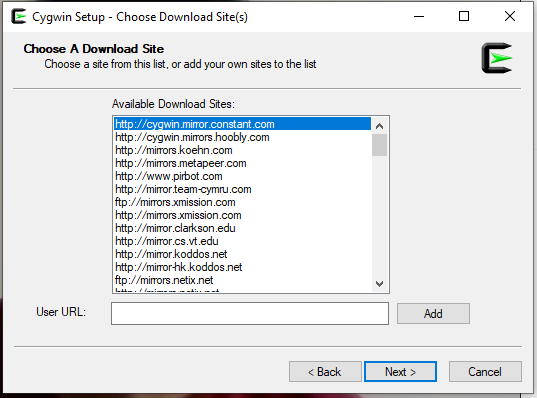 Cygwin Setup - Choose Download Site(s)
Choose A Download Site
Choose a site from this list, or add your own sites to the list
Available Download Sites:
http://cygwin.mirror.constant.com
http://cygwin.mirrors.hoobly.com
http://mirrors.koehn.com
http://mirrors.metapeer.com
http://www.pirbot.com
http://mirror.team-cymru.com
ftp://mirrors.xmission.com
http://mirrors.xmission.com
http://mirror.clarkson.edu
http://mirror.cs.vt.edu
http://mirror.koddos.net
http://mirror-hk.koddos.net
ftp://mirrors.netix.net
http://mirrors.netix.net
User URL:
Add
< Back
Next >
Cancel